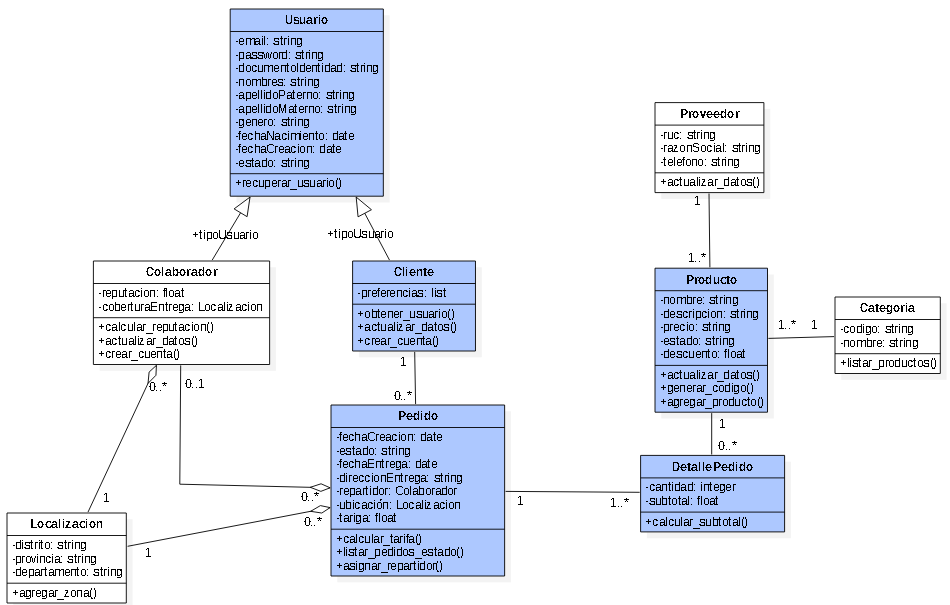 Usuario
-email: string
-password: string
-documentoIdentidad: string
-nombres: string
-apellidoPaterno: string
-apellidoMaterno: string
-genero: string
-fechaNacimiento: date
-fechaCreacion: date
-estado: string
+recuperar_usuario()
+tipoUsuario
+tipoUsuario
Colaborador
-reputacion: float
-coberturaEntrega: Localizacion
+calcular_reputacion()
+actualizar_datos()
+crear_cuenta()
0..*
0..1
Cliente
-preferencias: list
+obtener_usuario()
+actualizar_datos()
+crear_cuenta()
1
0..*
Pedido
-fechaCreacion: date
-estado: string
-fechaEntrega: date
-direccionEntrega: string
-repartidor: Colaborador
-ubicación: Localizacion
-tariga: float
+calcular_tarifa()
+listar_pedidos_estado()
+asignar_repartidor()
0..*
0..*
1
1
Localizacion
-distrito: string
-provincia: string
-departamento: string
+agregar_zona()
Proveedor
-ruc: string
-razonSocial: string
-telefono: string
+actualizar_datos()
1
1..*
Producto
-nombre: string
-descripcion: string
-precio: string
-estado: string
-descuento: float
+actualizar_datos()
+generar_codigo()
+agregar_producto()
1..*
1
Categoria
-codigo: string
-nombre: string
+listar_productos()
1
0..*
DetallePedido
-cantidad: integer
-subtotal: float
+calcular_subtotal()
1
1..*